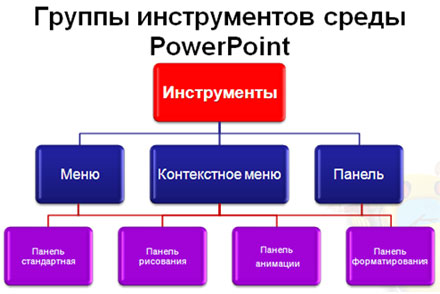 Группы инструментов среды
PowerPoint
Инструменты
Меню
Контекстное меню
Панель
Панель
стандартная
Панель
рисования
Панель
анимации
Панель
форматирования